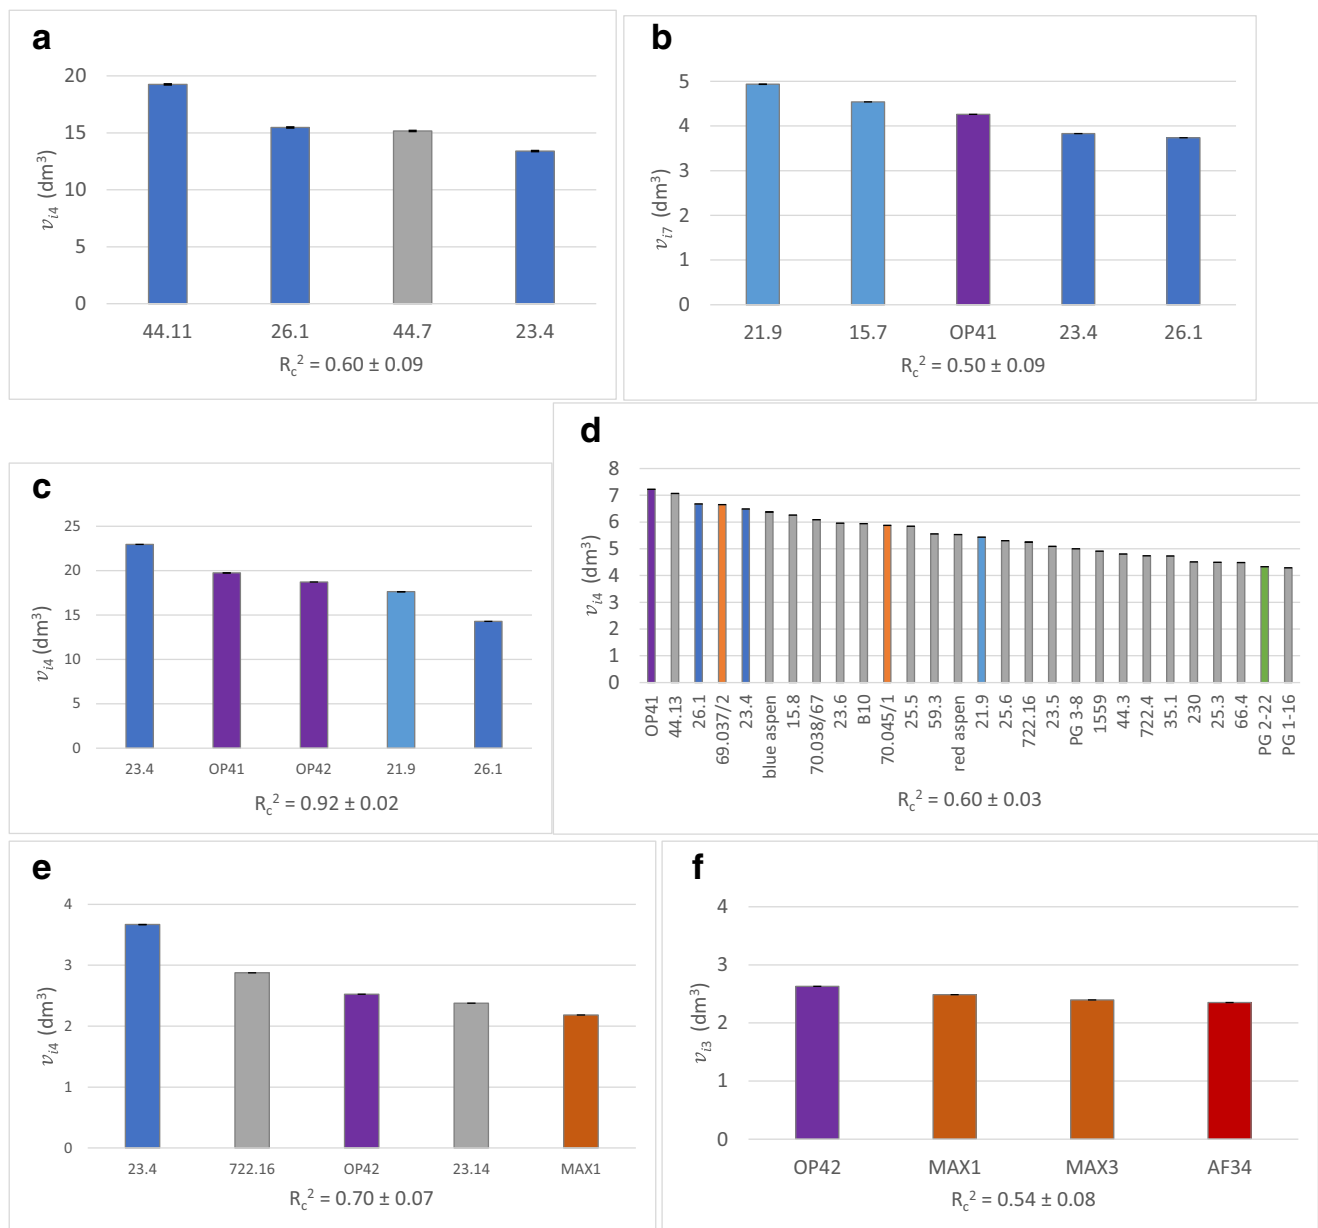 a
20
15
10
5
0
v_i4 (dm³)
44.11 26.1 44.7 23.4
R_c² = 0.60 ± 0.09
b
5
4
3
2
1
0
v_i7 (dm³)
21.9 15.7 OP41 23.4 26.1
R_c² = 0.50 ± 0.09
c
25
20
15
10
5
0
v_i4 (dm³)
23.4 OP41 OP42 21.9 26.1
R_c² = 0.92 ± 0.02
d
8
7
6
5
4
3
2
1
0
v_i4 (dm³)
OP41
44.13
26.1
69.037/2
23.4
blue aspen
15.8
70.038/67
23.6
B10
70.045/1
25.5
59.3
red aspen
21.9
25.6
722.16
23.5
PG 3-8
1559
44.3
722.4
35.1
230
25.3
66.4
PG 2-22
PG 1-16
R_c² = 0.60 ± 0.03
e
4
3
2
1
0
v_i4 (dm³)
23.4 722.16 OP42 23.14 MAX1
R_c² = 0.70 ± 0.07
f
4
3
2
1
0
v_i3 (dm³)
OP42 MAX1 MAX3 AF34
R_c² = 0.54 ± 0.08